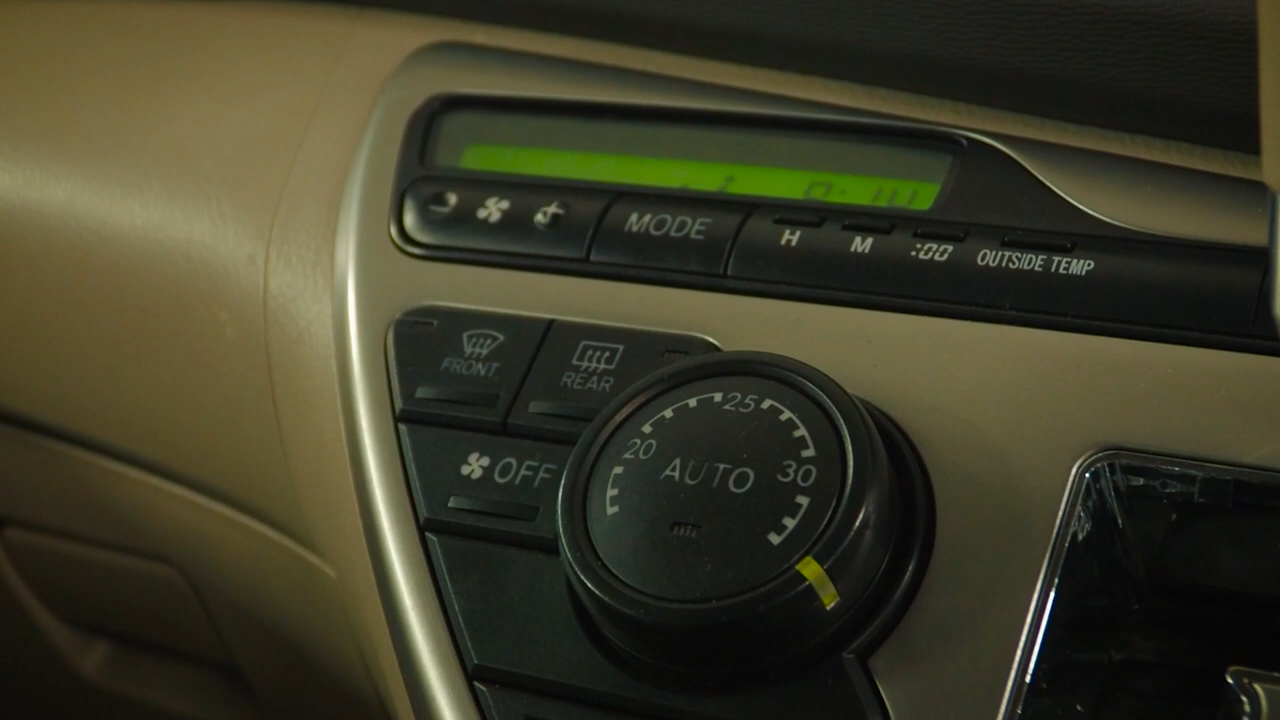 MODE
H
M
:00
OUTSIDE TEMP
FRONT
REAR
OFF
20
25
30
AUTO